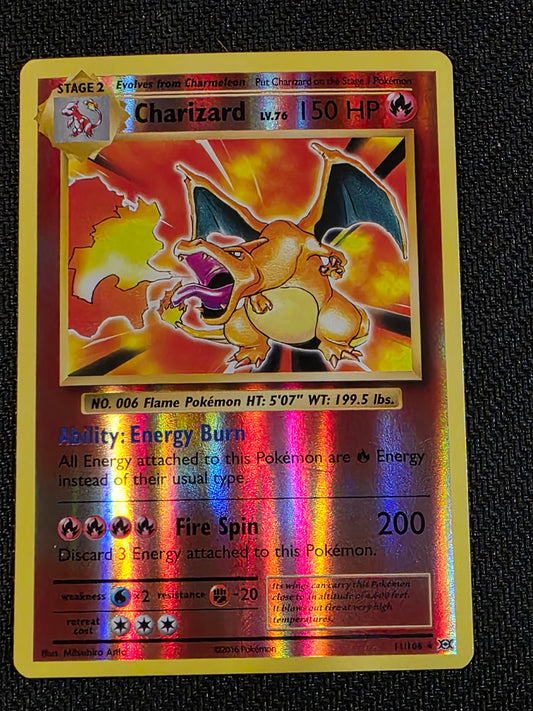 STAGE 2 Evolves from Charmeleon Put Charizard on the Stage 1 Pokémon
Charizard LV.76 150 HP
NO. 006 Flame Pokémon HT: 5'07" WT: 199.5 lbs.
Ability: Energy Burn
All Energy attached to this Pokémon are Energy
instead of their usual type.
Fire Spin 200
Discard 3 Energy attached to this Pokémon.
weakness ×2 resistance -20
retreat
cost
Its wings can carry this Pokémon
close to an altitude of 4,600 feet.
It blows out fire at very high
temperatures.
Illus. Mitsuhiro Arita ©2016 Pokémon 11/108 ★